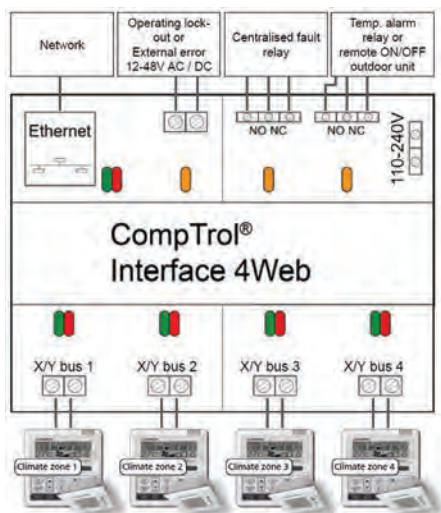 Network
Operating lock-
out or
External error
12-48V AC / DC
Centralised fault
relay
Temp. alarm
relay or
remote ON/OFF
outdoor unit
Ethernet
NO NC
NO NC
110-240V
CompTrol®
Interface 4Web
X/Y bus 1
X/Y bus 2
X/Y bus 3
X/Y bus 4
Climate zone 1
Climate zone 2
Climate zone 3
Climate zone 4